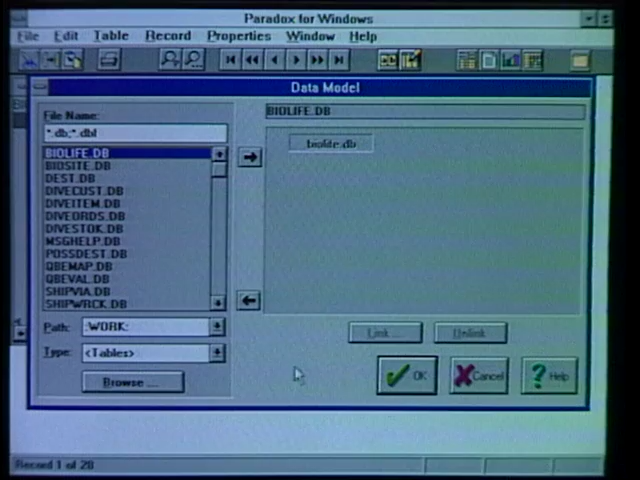 Paradox for Windows
File Edit Table Record Properties Window Help
Data Model
File Name:
*.db;*.dbl
BIOLIFE.DB
BIOSITE.DB
DEST.DB
DIVECUST.DB
DIVEITEM.DB
DIVEORDS.DB
DIVESTOK.DB
MSGHELP.DB
POSSDEST.DB
QBEMAP.DB
QBEVAL.DB
SHIPVIA.DB
SHIPWRCK.DB
Path: :WORK:
Type: <Tables>
Browse ...
BIOLIFE.DB
biolife.db
Link... Unlink
OK Cancel Help
Record 1 of 28